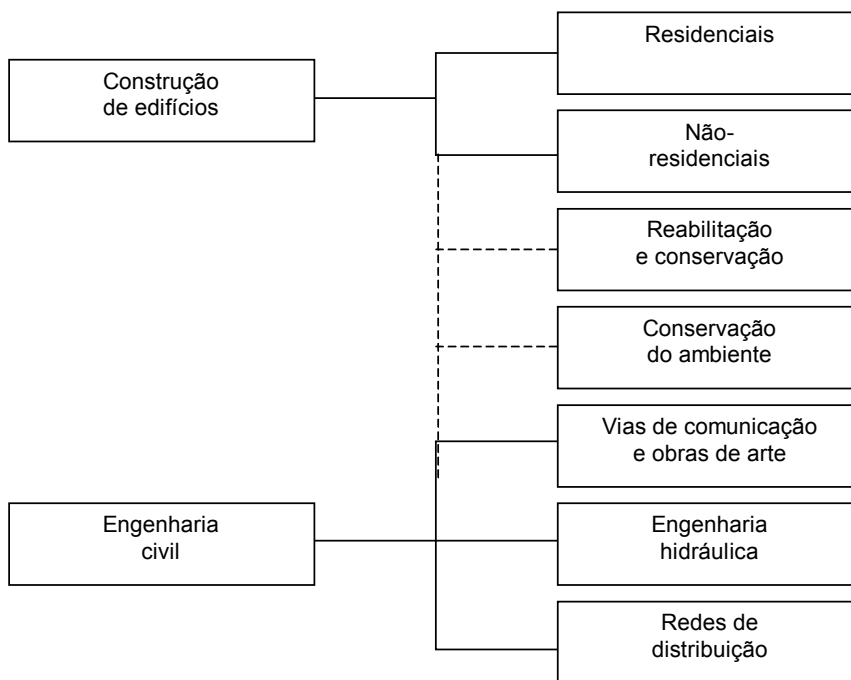 Construção
de edifícios
Residenciais
Não-
residenciais
Reabilitação
e conservação
Conservação
do ambiente
Vias de comunicação
e obras de arte
Engenharia
civil
Engenharia
hidráulica
Redes de
distribuição